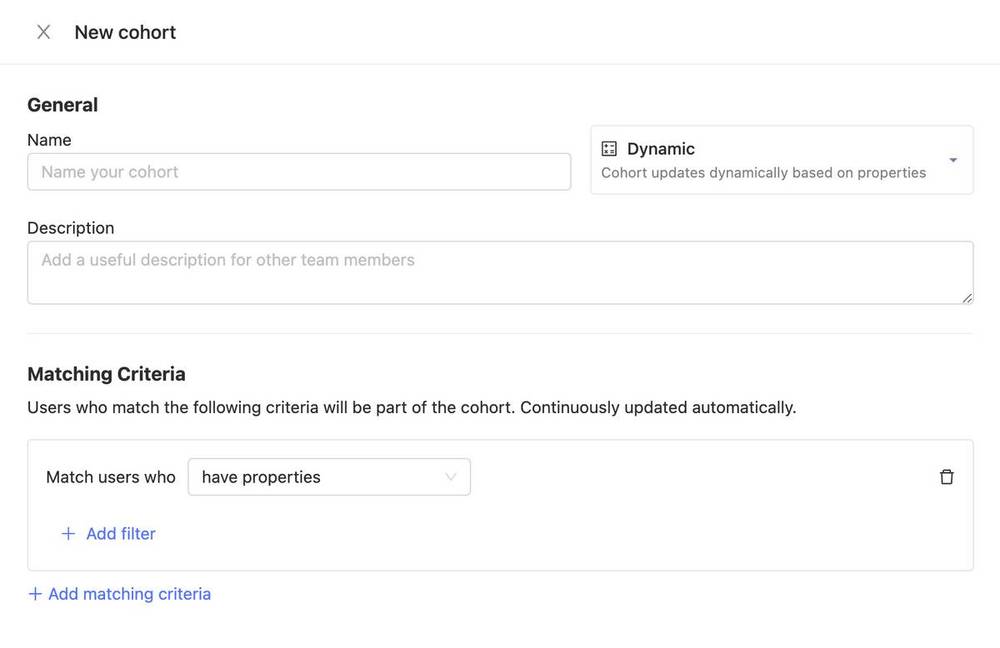 New cohort
General
Name
Name your cohort
Dynamic
Cohort updates dynamically based on properties
Description
Add a useful description for other team members
Matching Criteria
Users who match the following criteria will be part of the cohort. Continuously updated automatically.
Match users who have properties
+ Add filter
+ Add matching criteria